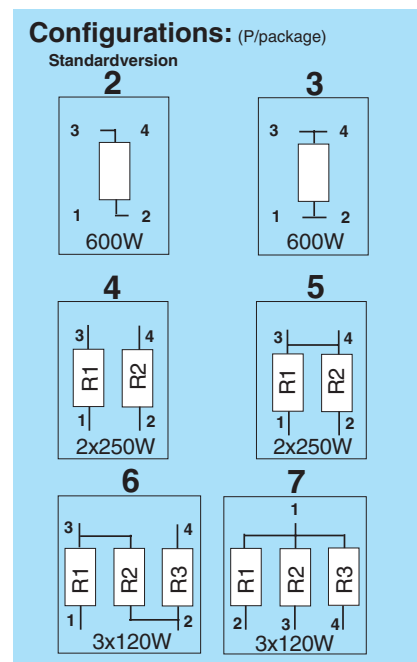 Configurations: (P/package)
Standardversion
2 3
3 4 3 4
1 2 1 2
600W 600W
4 5
3 4 3 4
R1 R2 R1 R2
1 2 1 2
2x250W 2x250W
6 7
3 4 1
R1 R2 R3 R1 R2 R3
1 2 2 3 4
3x120W 3x120W